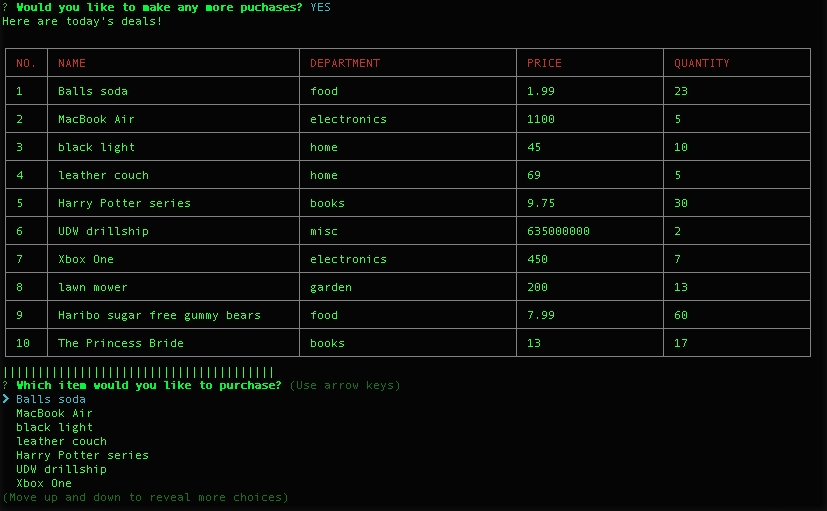 ? Would you like to make any more puchases? YES
Here are today's deals!
NO. NAME DEPARTMENT PRICE QUANTITY
1 Balls soda food 1.99 23
2 MacBook Air electronics 1100 5
3 black light home 45 10
4 leather couch home 69 5
5 Harry Potter series books 9.75 30
6 UDW drillship misc 635000000 2
7 Xbox One electronics 450 7
8 lawn mower garden 200 13
9 Haribo sugar free gummy bears food 7.99 60
10 The Princess Bride books 13 17
|||||||||||||||||||||||||||||||||||||||
? Which item would you like to purchase? (Use arrow keys)
❯ Balls soda
MacBook Air
black light
leather couch
Harry Potter series
UDW drillship
Xbox One
(Move up and down to reveal more choices)